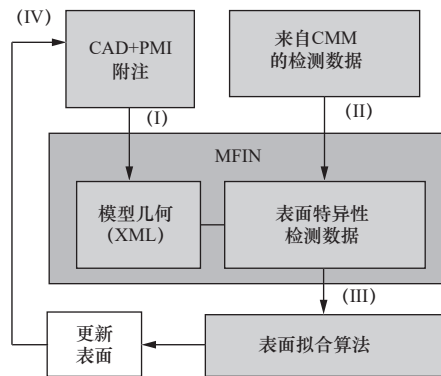 (IV)
CAD+PMI
附注
来自CMM
的检测数据
(I)
(II)
MFIN
模型几何
(XML)
表面特异性
检测数据
(III)
更新
表面
表面拟合算法